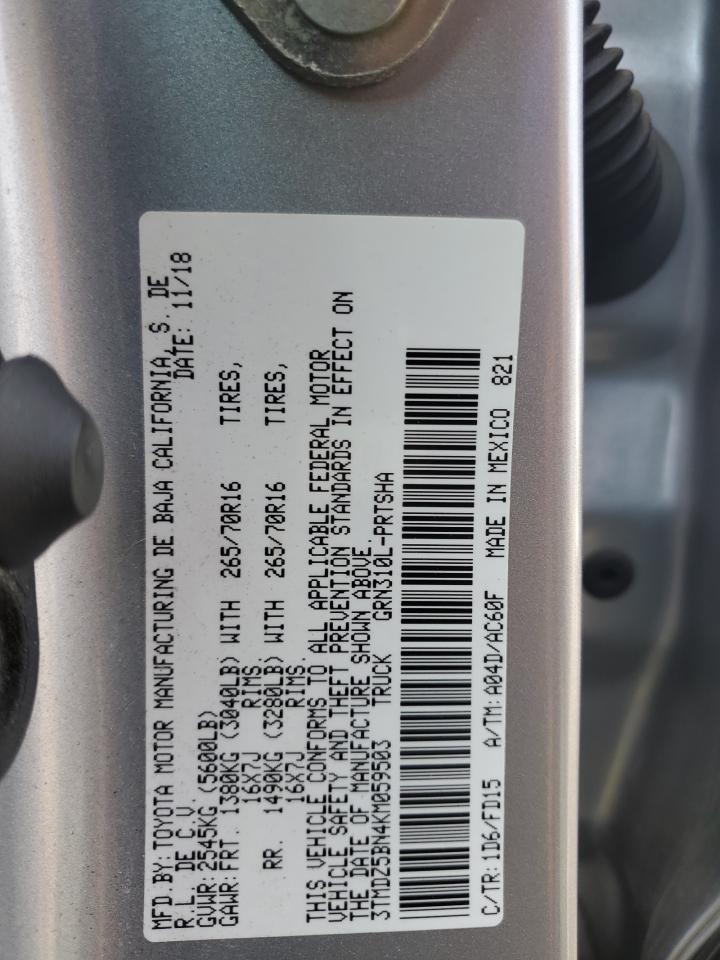 MFD.BY:TOYOTA MOTOR MANUFACTURING DE BAJA CALIFORNIA, S. DE
R.L. DE C.V. DATE: 11/18
GVWR:2545KG (5600LB)
GAWR:FRT. 1380KG (3040LB) WITH 265/70R16 TIRES,
16X7J RIMS.
RR. 1490KG (3280LB) WITH 265/70R16 TIRES,
16X7J RIMS.
THIS VEHICLE CONFORMS TO ALL APPLICABLE FEDERAL MOTOR
VEHICLE SAFETY AND THEFT PREVENTION STANDARDS IN EFFECT ON
THE DATE OF MANUFACTURE SHOWN ABOVE.
3TMDZ5BN4KM059503 TRUCK GRN310L-PRTSHA
C/TR:1D6/FD15 A/TM:A04D/AC60F MADE IN MEXICO 821